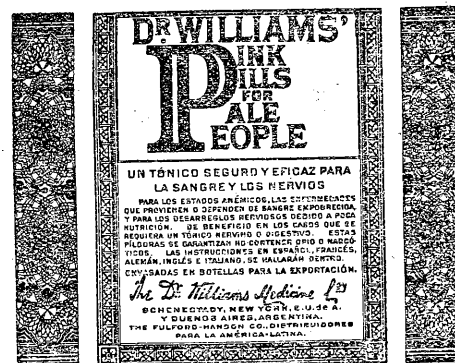 DR WILLIAMS'
PINK
PILLS
FOR
PALE
PEOPLE
UN TÓNICO SEGURO Y EFICAZ PARA
LA SANGRE Y LOS NERVIOS
PARA LOS ESTADOS ANÉMICOS, LAS ENFERMEDADES
QUE PROVIENEN O DEPENDEN DE SANGRE EMPOBRECIDA,
Y PARA LOS DESARREGLOS NERVIOSOS DEBIDO A POCA
NUTRICIÓN. DE BENEFICIO EN LOS CASOS QUE SE
REQUIERA UN TÓNICO NERVINO O DIGESTIVO. ESTAS
PÍLDORAS SE GARANTIZAN NO CONTENER OPIO O NARCÓ-
TICOS. LAS INSTRUCCIONES EN ESPAÑOL, FRANCÉS,
ALEMÁN, INGLÉS E ITALIANO, SE HALLARÁN DENTRO.
ENVASADAS EN BOTELLAS PARA LA EXPORTACIÓN.
The Dr. Williams Medicine Co.
SCHENECTADY, NEW YORK, E.U. de A.
Y BUENOS AIRES, ARGENTINA.
THE FULFORD-HANSON CO., DISTRIBUIDORES
PARA LA AMÉRICA-LATINA.